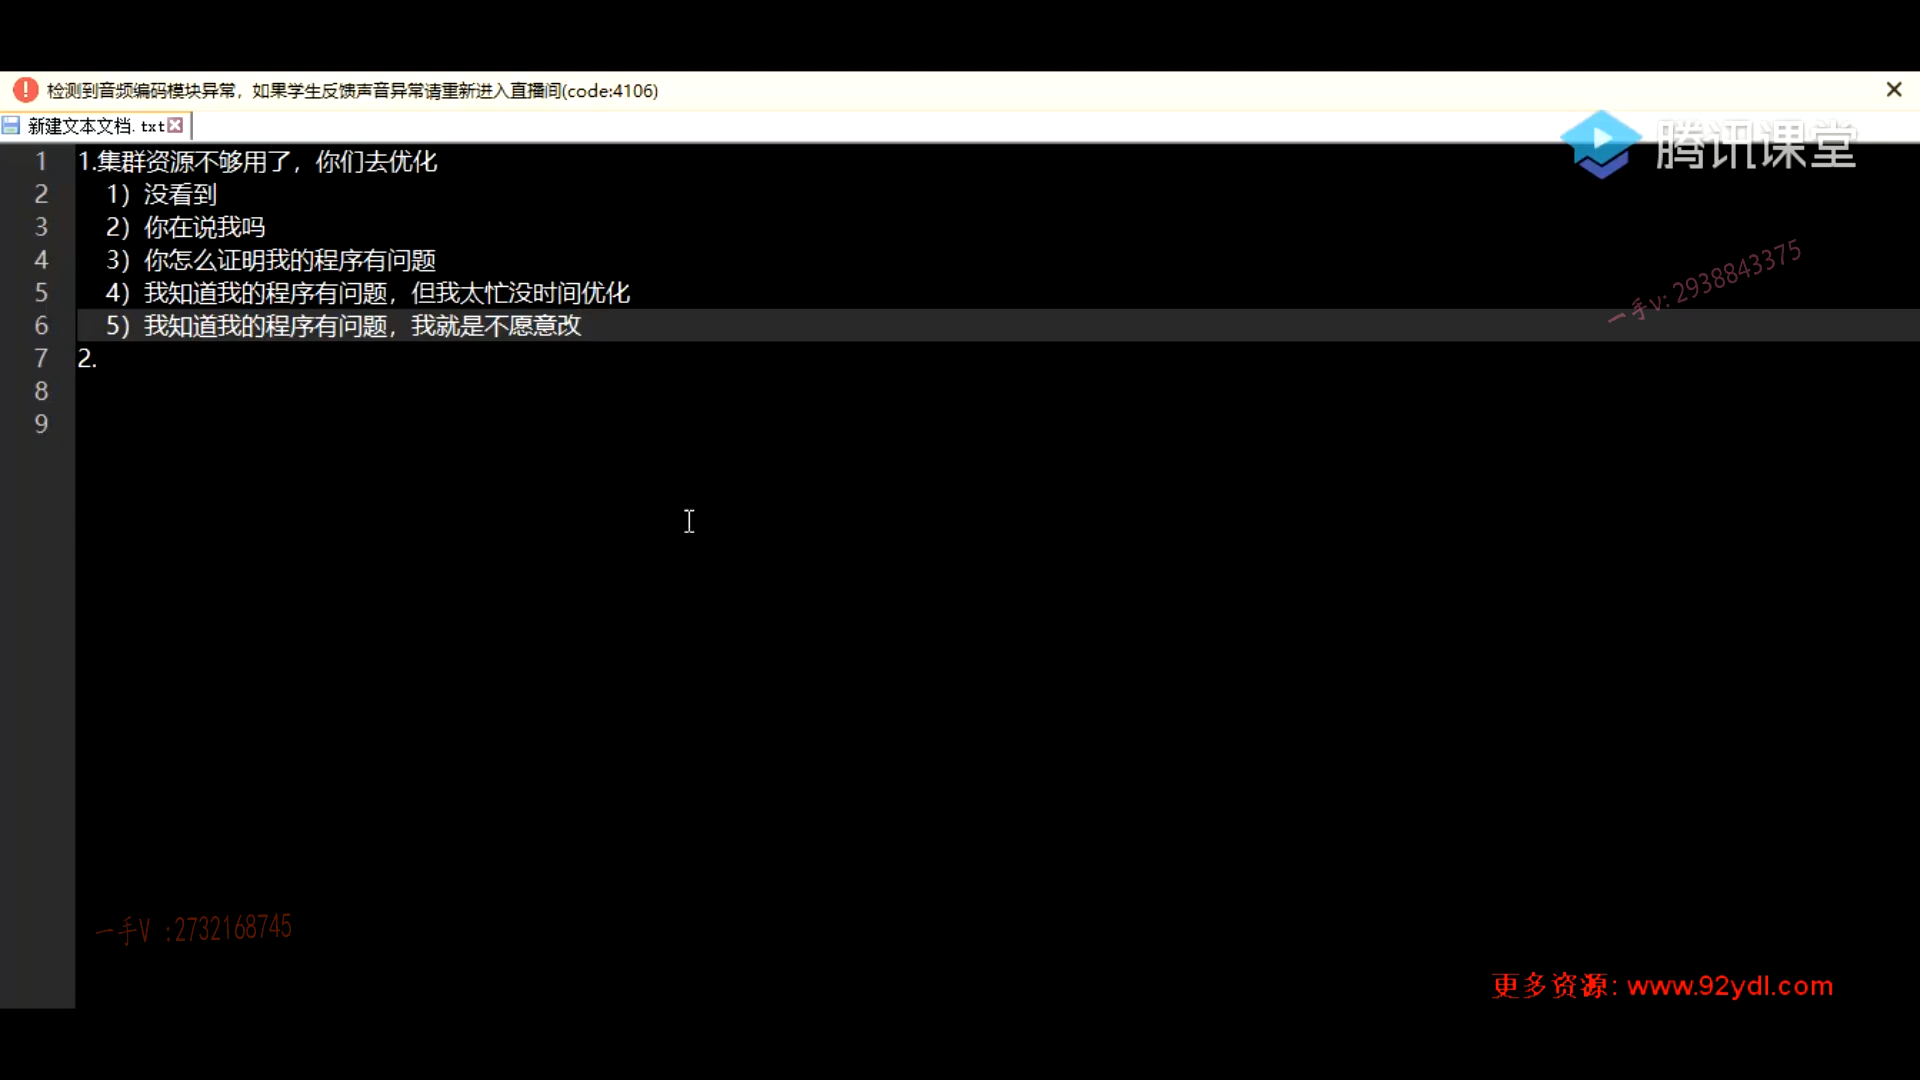 检测到音频编码模块异常，如果学生反馈声音异常请重新进入直播间(code:4106)
新建文本文档.txt
腾讯课堂
1 1.集群资源不够用了，你们去优化
2 1）没看到
3 2）你在说我吗
4 3）你怎么证明我的程序有问题
5 4）我知道我的程序有问题，但我太忙没时间优化
6 5）我知道我的程序有问题，我就是不愿意改
7 2.
8
9
一手v: 2938843375
一手V :2732168745
更多资源: www.92ydl.com